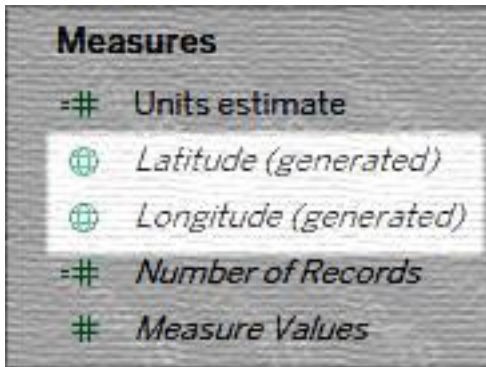 Measures
=# Units estimate
Latitude (generated)
Longitude (generated)
=# Number of Records
# Measure Values